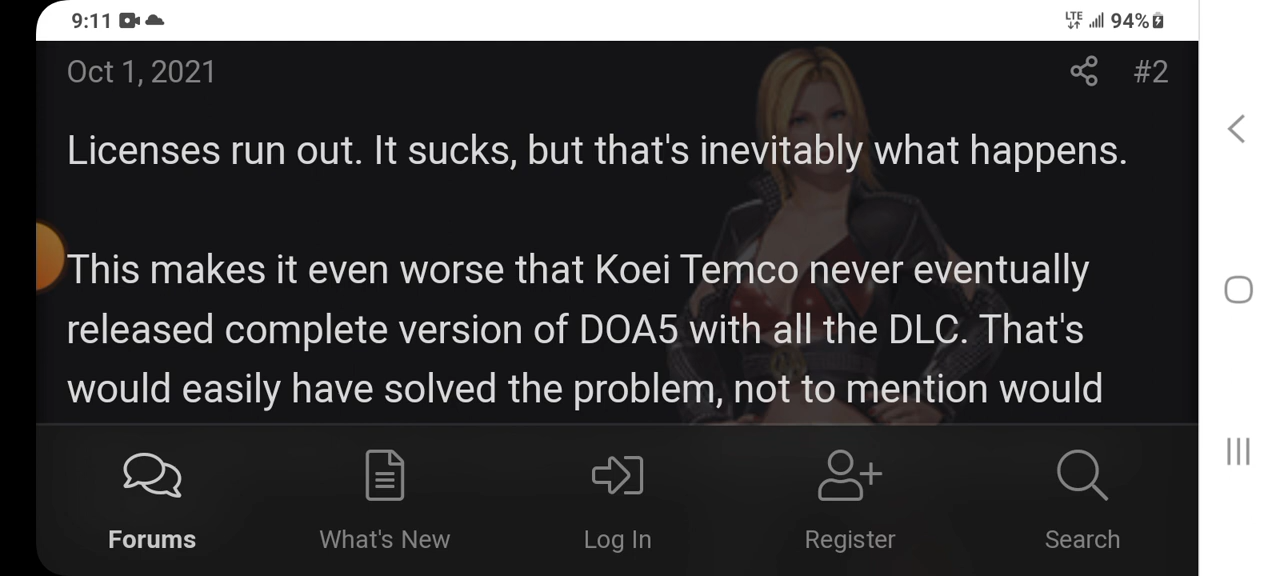 9:11 LTE 94%
Oct 1, 2021 #2
Licenses run out. It sucks, but that's inevitably what happens.
This makes it even worse that Koei Temco never eventually
released complete version of DOA5 with all the DLC. That's
would easily have solved the problem, not to mention would
Forums What's New Log In Register Search